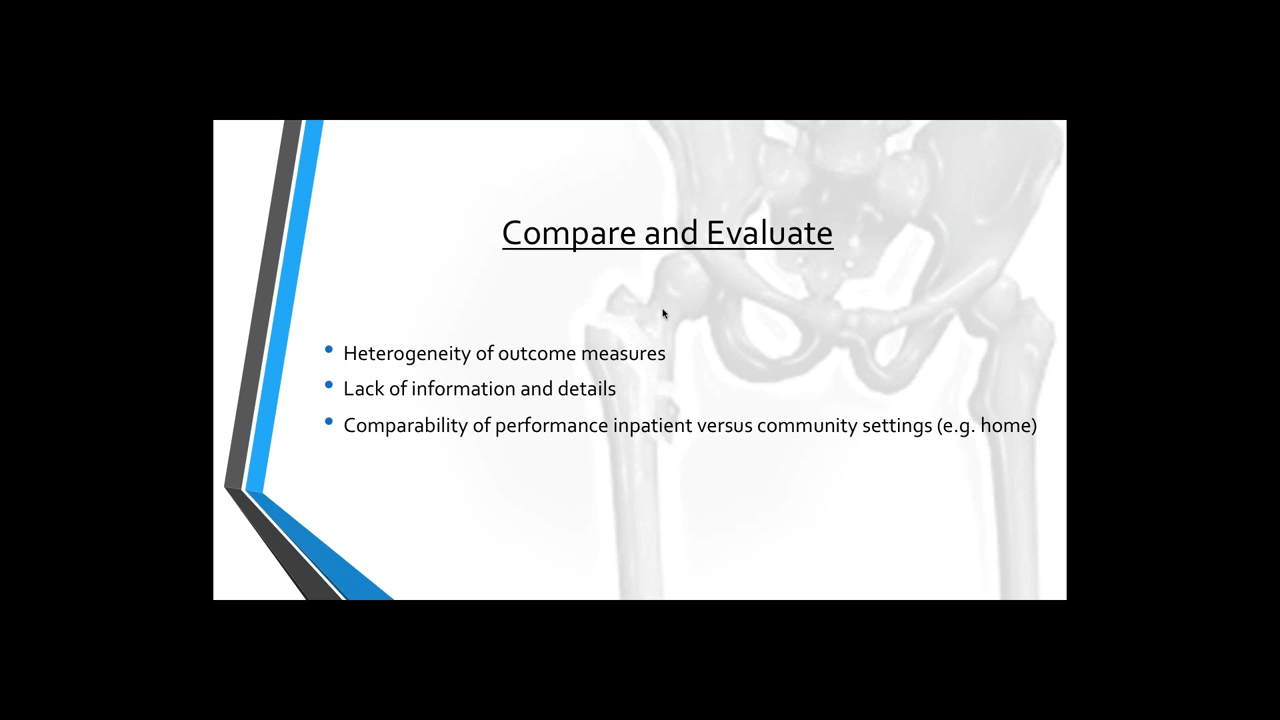 Compare and Evaluate
• Heterogeneity of outcome measures
• Lack of information and details
• Comparability of performance inpatient versus community settings (e.g. home)